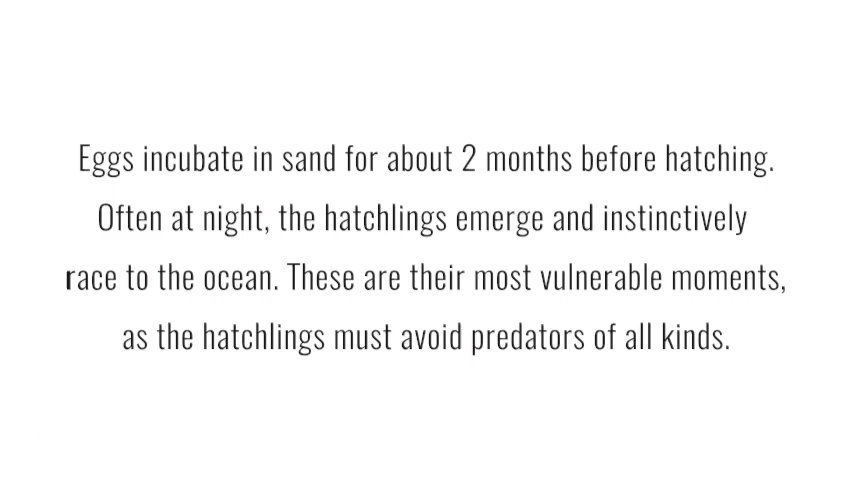 Eggs incubate in sand for about 2 months before hatching.
Often at night, the hatchlings emerge and instinctively
race to the ocean. These are their most vulnerable moments,
as the hatchlings must avoid predators of all kinds.